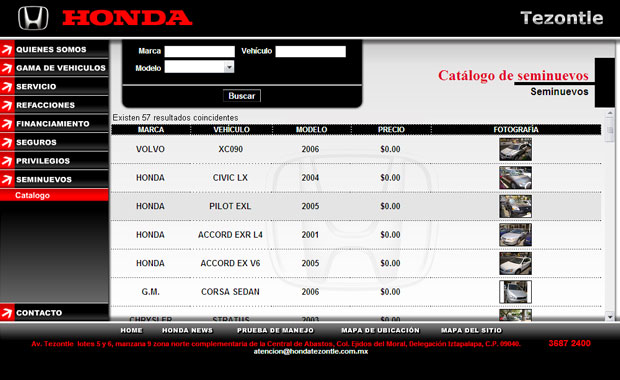 HONDA
Tezontle
QUIENES SOMOS
GAMA DE VEHICULOS
SERVICIO
REFACCIONES
FINANCIAMIENTO
SEGUROS
PRIVILEGIOS
SEMINUEVOS
Catalogo
CONTACTO
Marca Vehículo
Modelo
Buscar
Catálogo de seminuevos
Seminuevos
Existen 57 resultados coincidentes
MARCA VEHÍCULO MODELO PRECIO FOTOGRAFÍA
VOLVO XC090 2006 $0.00
HONDA CIVIC LX 2004 $0.00
HONDA PILOT EXL 2005 $0.00
HONDA ACCORD EXR L4 2001 $0.00
HONDA ACCORD EX V6 2005 $0.00
G.M. CORSA SEDAN 2006 $0.00
CHRYSLER STRATUS 2003 $0.00
HOME HONDA NEWS PRUEBA DE MANEJO MAPA DE UBICACIÓN MAPA DEL SITIO
Av. Tezontle lotes 5 y 6, manzana 9 zona norte complementaria de la Central de Abastos, Col. Ejidos del Moral, Delegación Iztapalapa, C.P. 09040. 3687 2400
atencion@hondatezontle.com.mx